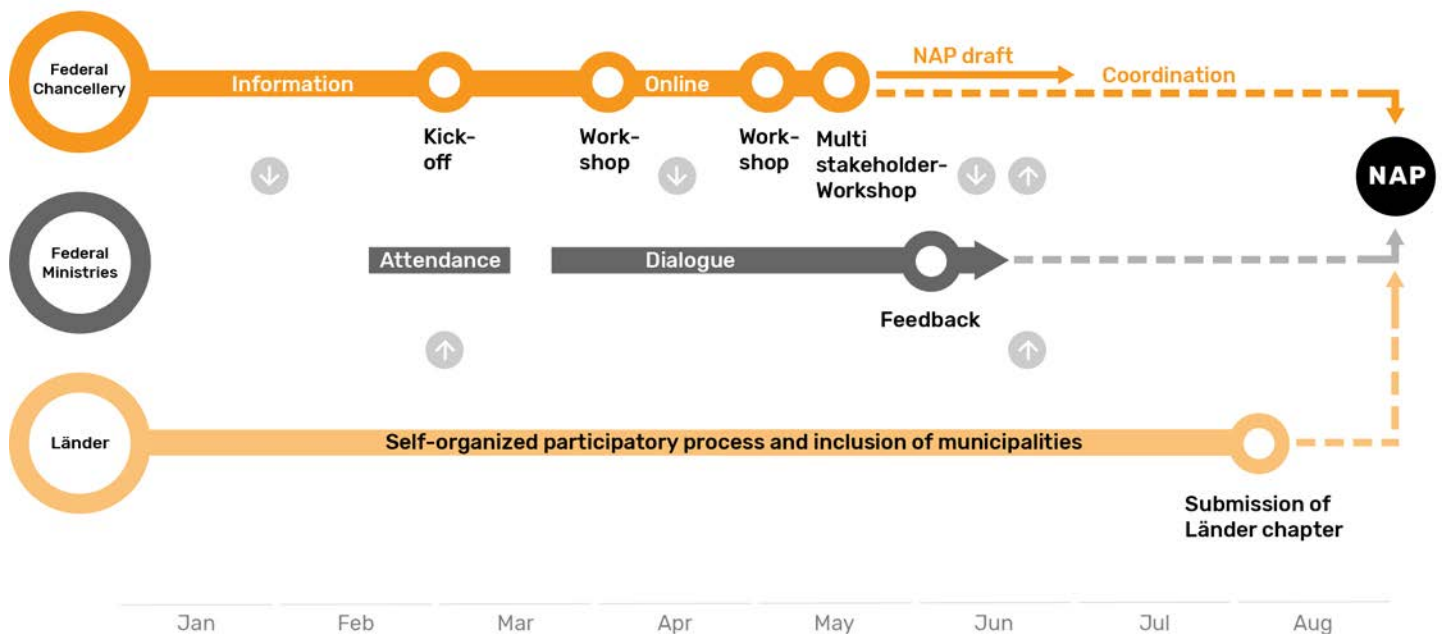 Federal
Chancellery
Information
Online
NAP draft
Coordination
Kick-
off
Work-
shop
Work-
shop
Multi
stakeholder-
Workshop
NAP
Federal
Ministries
Attendance
Dialogue
Feedback
Länder
Self-organized participatory process and inclusion of municipalities
Submission of
Länder chapter
Jan
Feb
Mar
Apr
May
Jun
Jul
Aug